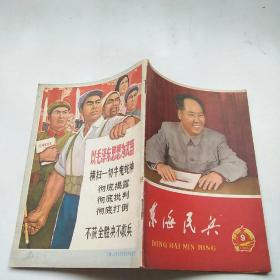 以毛泽东思想为武器
横扫一切牛鬼蛇神
彻底揭露
彻底批判
彻底打倒
不获全胜决不收兵
东海民兵
DONG HAI MIN BING
9